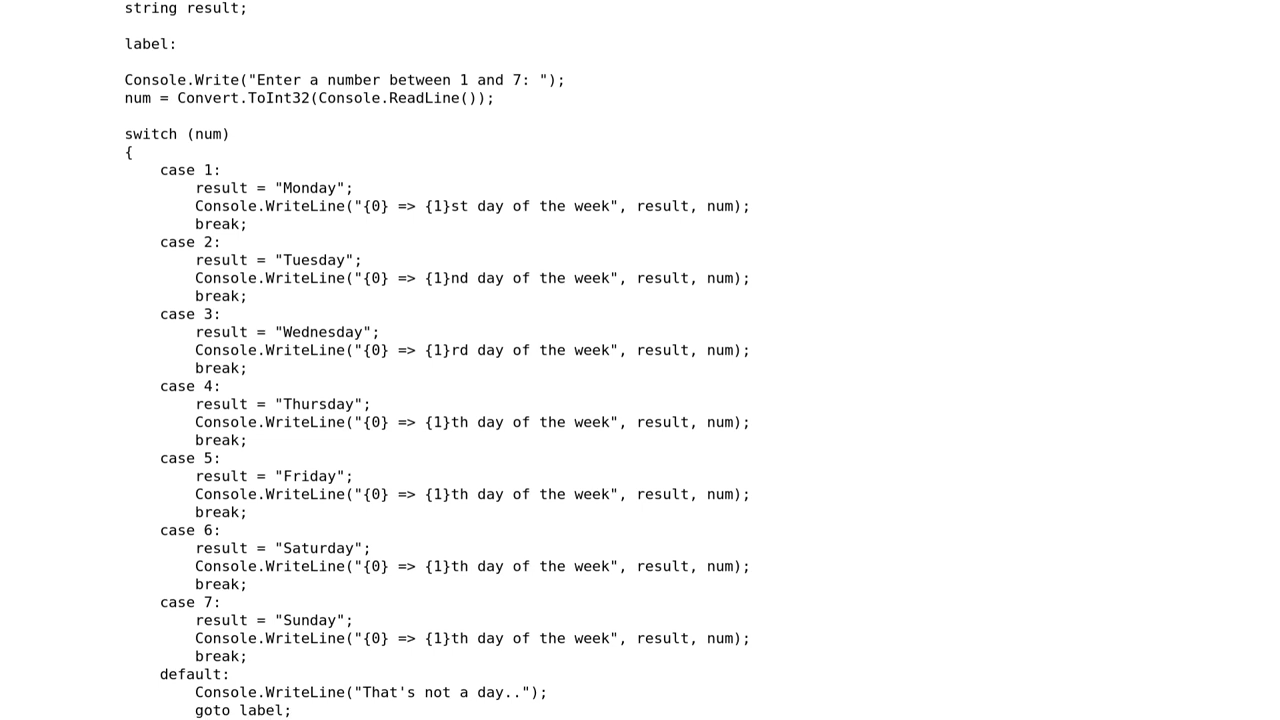 string result;
label:
Console.Write("Enter a number between 1 and 7: ");
num = Convert.ToInt32(Console.ReadLine());
switch (num)
{
case 1:
result = "Monday";
Console.WriteLine("{0} => {1}st day of the week", result, num);
break;
case 2:
result = "Tuesday";
Console.WriteLine("{0} => {1}nd day of the week", result, num);
break;
case 3:
result = "Wednesday";
Console.WriteLine("{0} => {1}rd day of the week", result, num);
break;
case 4:
result = "Thursday";
Console.WriteLine("{0} => {1}th day of the week", result, num);
break;
case 5:
result = "Friday";
Console.WriteLine("{0} => {1}th day of the week", result, num);
break;
case 6:
result = "Saturday";
Console.WriteLine("{0} => {1}th day of the week", result, num);
break;
case 7:
result = "Sunday";
Console.WriteLine("{0} => {1}th day of the week", result, num);
break;
default:
Console.WriteLine("That's not a day..");
goto label;